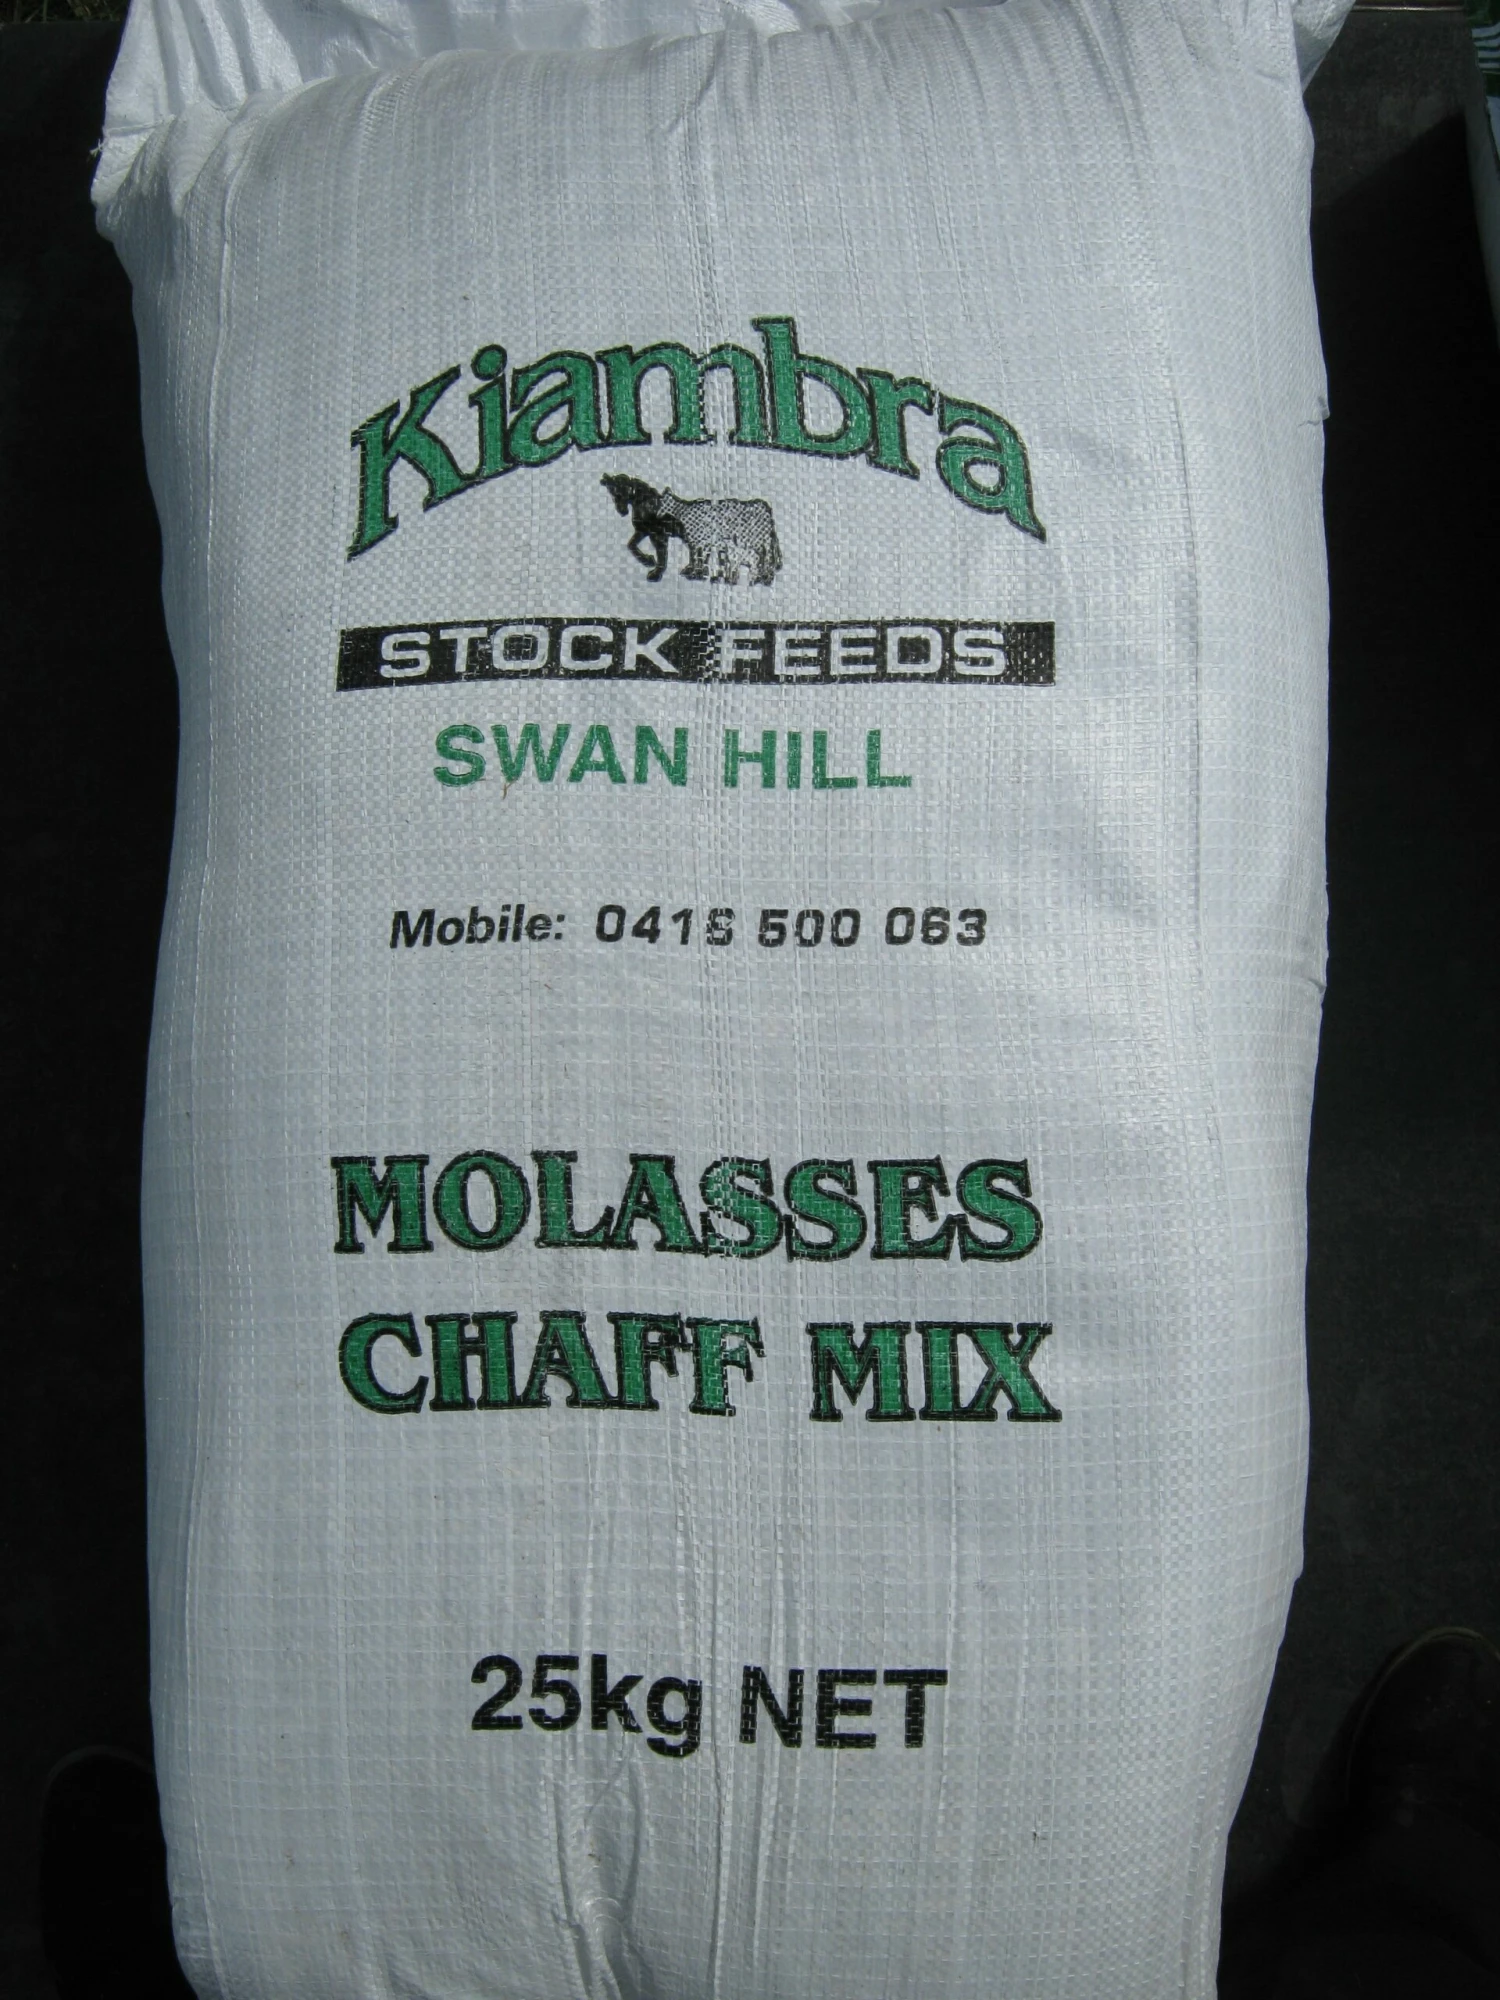 Kiambra
STOCK FEEDS
SWAN HILL
Mobile: 0418 500 063
MOLASSES
CHAFF MIX
25kg NET